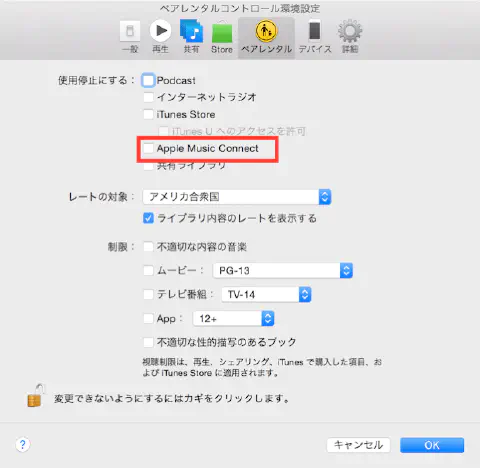 ペアレンタルコントロール環境設定
一般 再生 共有 Store ペアレンタル デバイス 詳細
使用停止にする： Podcast
インターネットラジオ
iTunes Store
iTunes U へのアクセスを許可
Apple Music Connect
共有ライブラリ
レートの対象： アメリカ合衆国
ライブラリ内容のレートを表示する
制限： 不適切な内容の音楽
ムービー： PG-13
テレビ番組： TV-14
App： 12+
不適切な性的描写のあるブック
視聴制限は、再生、シェアリング、iTunes で購入した項目、お
よび iTunes Store に適用されます。
変更できないようにするにはカギをクリックします。
? キャンセル OK